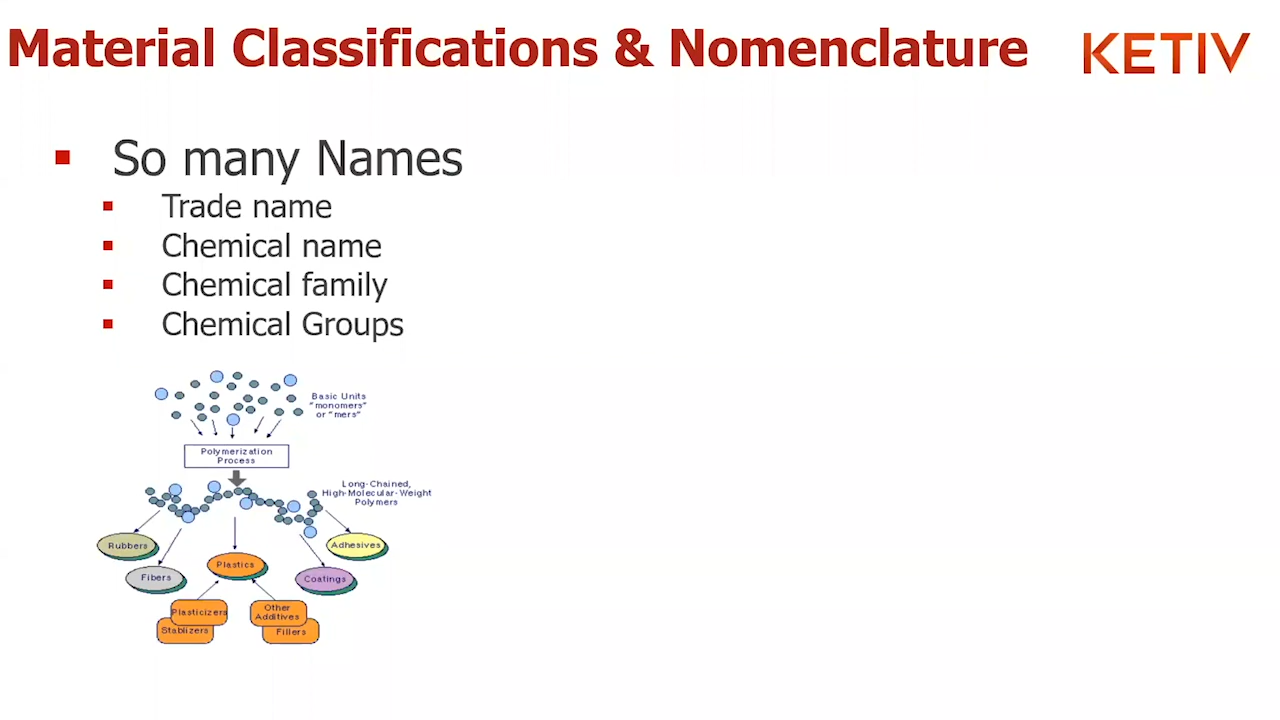 Material Classifications & Nomenclature
KETIV
So many Names
Trade name
Chemical name
Chemical family
Chemical Groups
Basic Units
"monomers"
or "mers"
Polymerization
Process
Long-Chained,
High-Molecular-Weight
Polymers
Rubbers
Adhesives
Plastics
Fibers
Coatings
Plasticizers
Other
Additives
Stablizers
Fillers